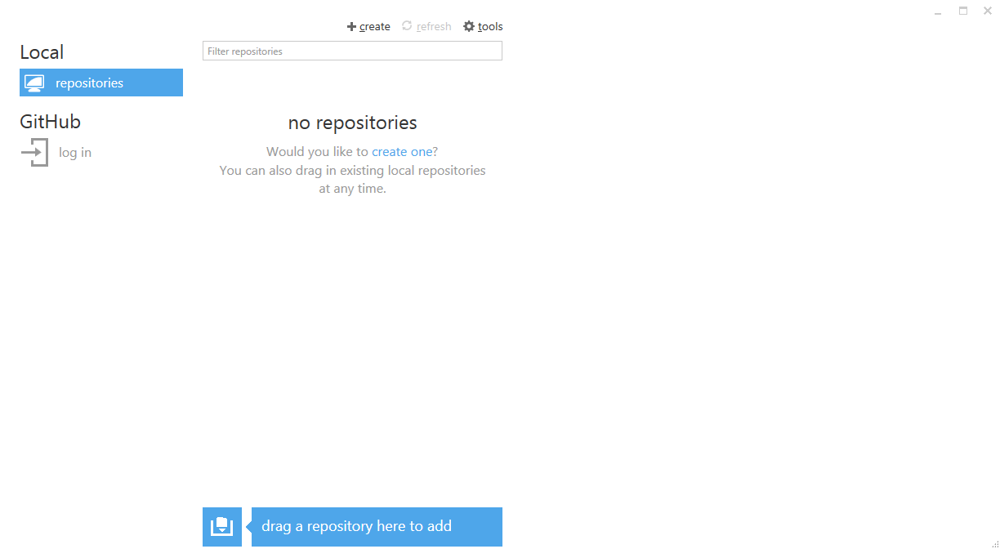 create refresh tools
Local
Filter repositories
repositories
GitHub
no repositories
log in
Would you like to create one?
You can also drag in existing local repositories
at any time.
drag a repository here to add